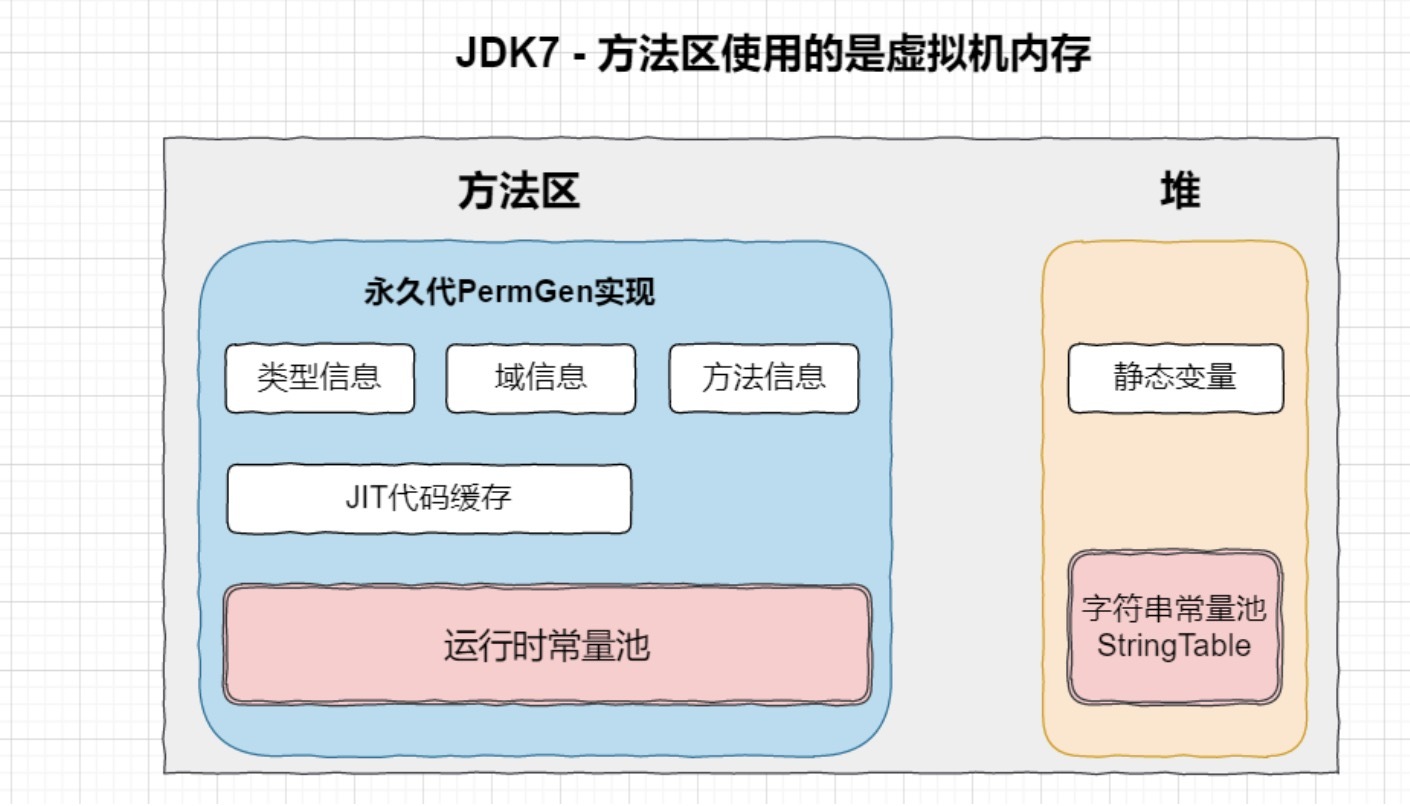 JDK7 - 方法区使用的是虚拟机内存
方法区
堆
永久代PermGen实现
类型信息
域信息
方法信息
静态变量
JIT代码缓存
运行时常量池
字符串常量池
StringTable